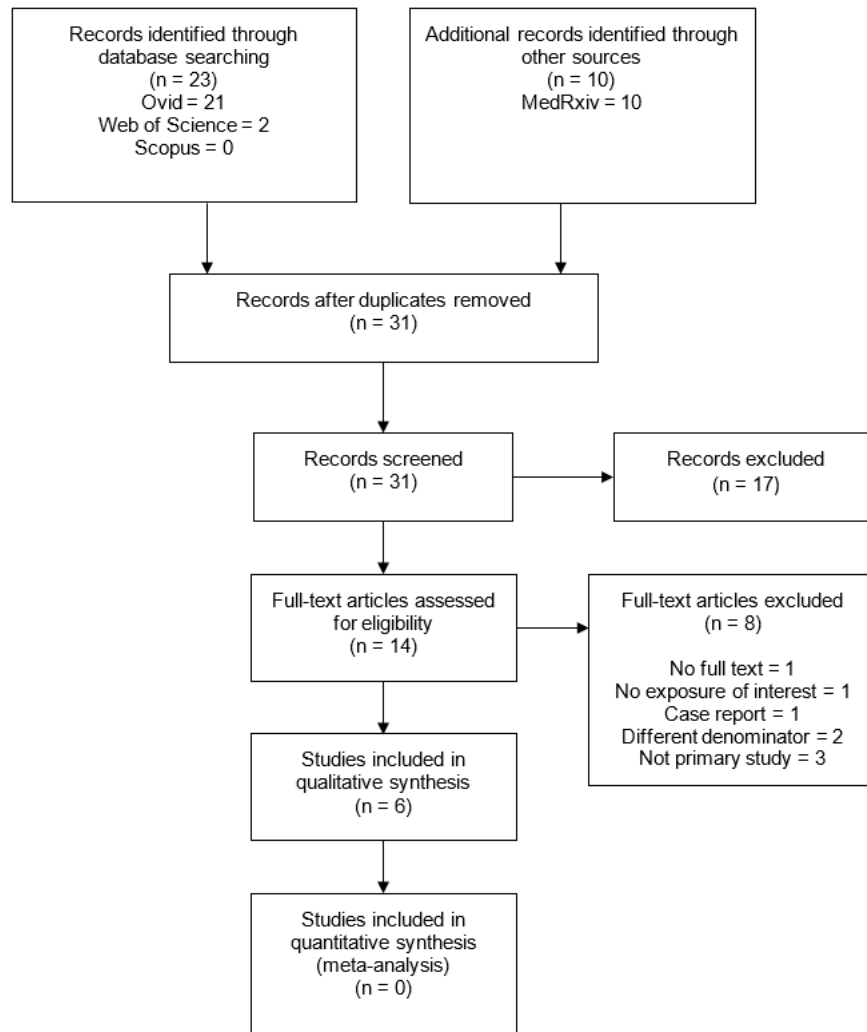 Records identified through
database searching
(n = 23)
Ovid = 21
Web of Science = 2
Scopus = 0
Additional records identified through
other sources
(n = 10)
MedRxiv = 10
Records after duplicates removed
(n = 31)
Records screened
(n = 31)
Records excluded
(n = 17)
Full-text articles assessed
for eligibility
(n = 14)
Full-text articles excluded
(n = 8)
No full text = 1
No exposure of interest = 1
Case report = 1
Different denominator = 2
Not primary study = 3
Studies included in
qualitative synthesis
(n = 6)
Studies included in
quantitative synthesis
(meta-analysis)
(n = 0)